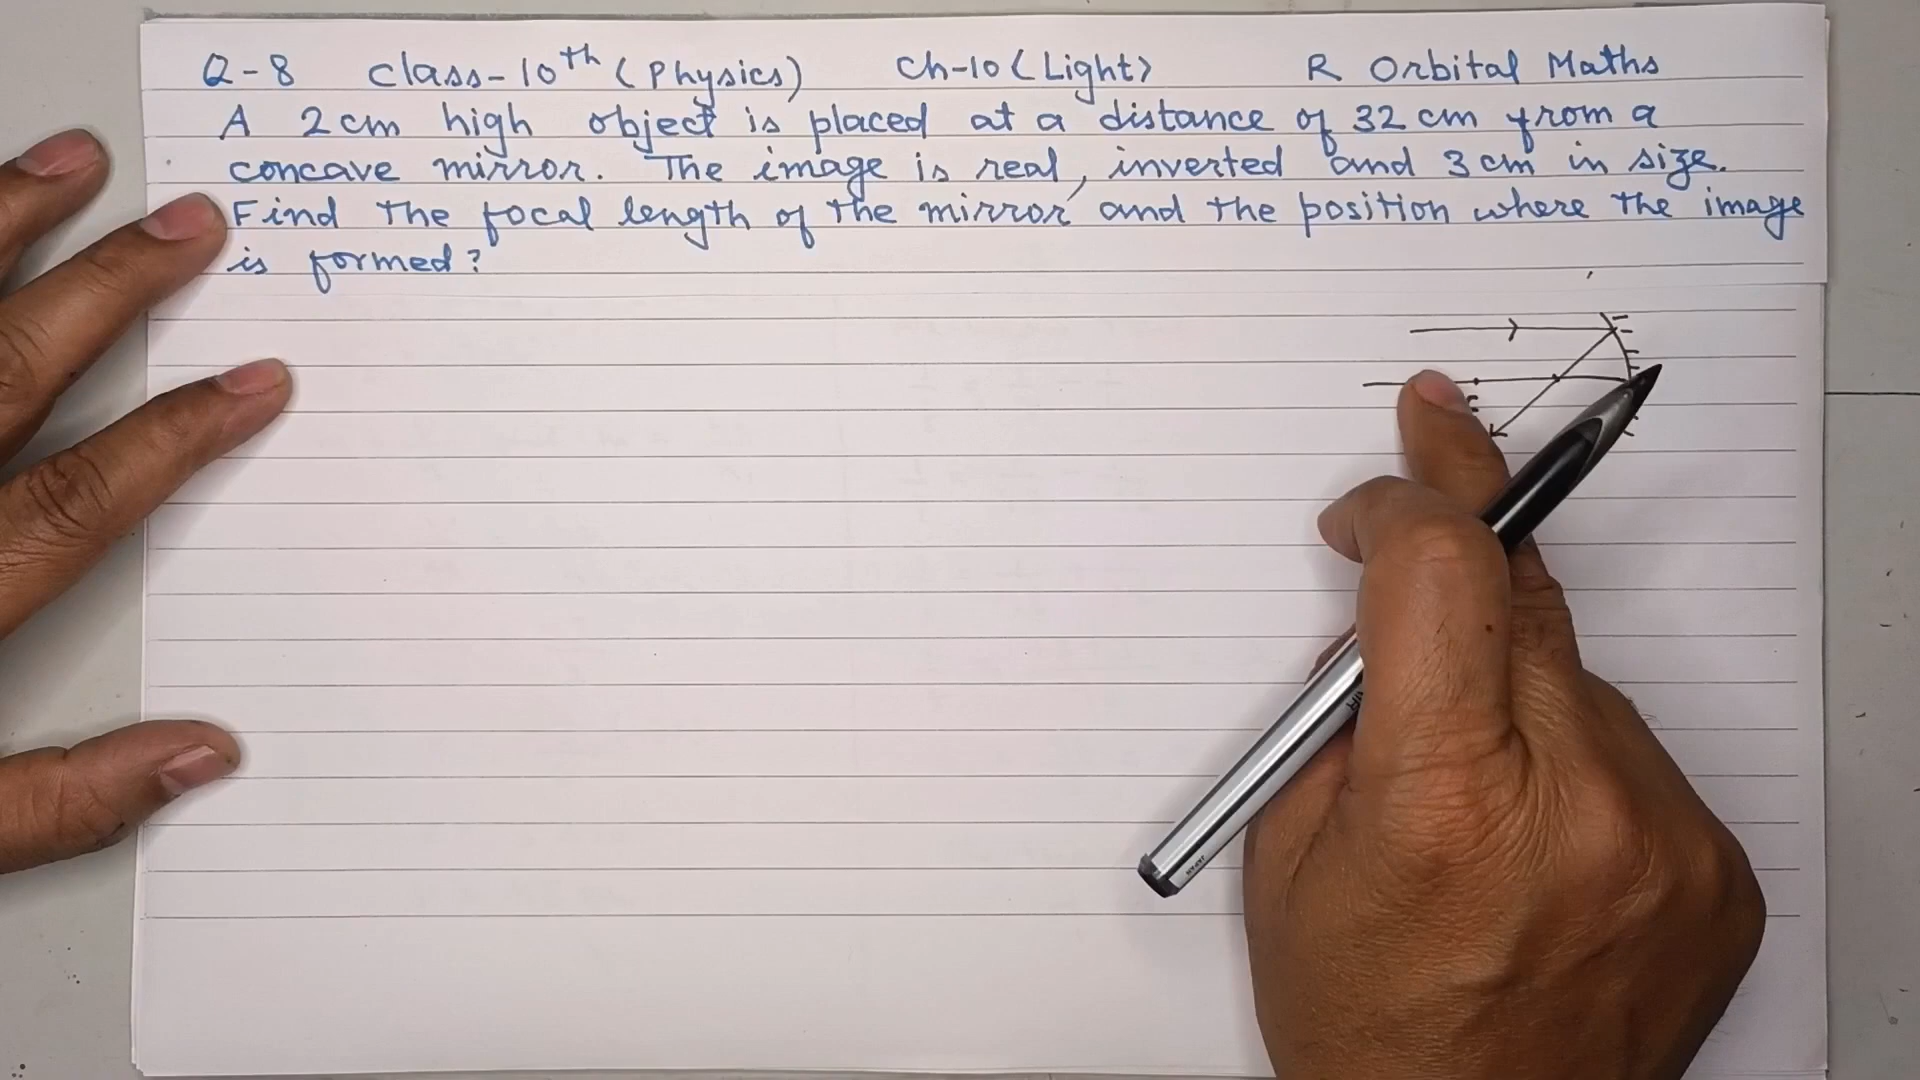 Q-8 Class-10th (Physics) Ch-10 (Light) R Orbital Maths
A 2cm high object is placed at a distance of 32 cm from a
concave mirror. The image is real, inverted and 3 cm in size.
Find the focal length of the mirror and the position where the image
is formed?